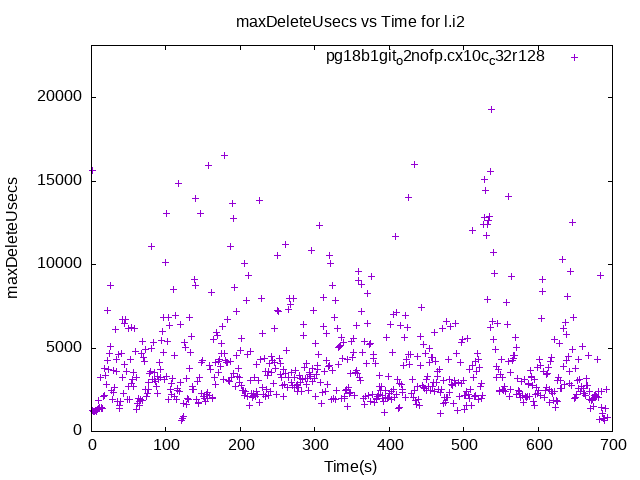 maxDeleteUsecs vs Time for l.i2
pg18b1git_o2nofp.cx10c_c32r128
maxDeleteUsecs
20000
15000
10000
5000
0
0 100 200 300 400 500 600 700
Time(s)